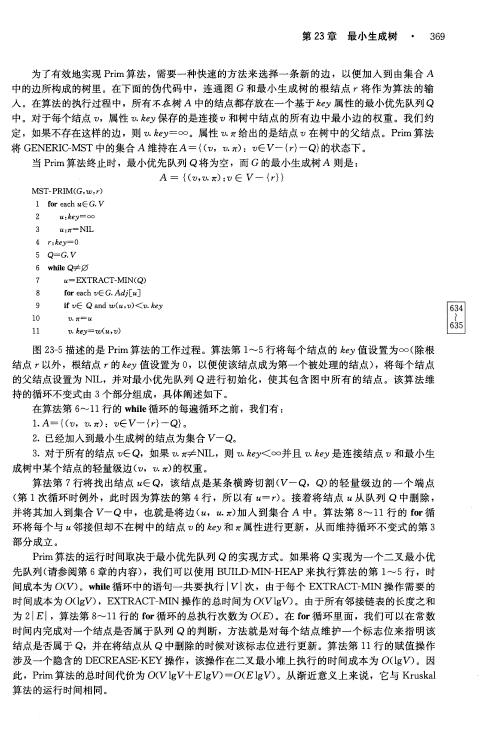 第 23 章 最小生成树 · 369
为了有效地实现 Prim 算法，需要一种快速的方法来选择一条新的边，以便加入到由集合 A
中的边所构成的树里。在下面的伪代码中，连通图 G 和最小生成树的根结点 r 将作为算法的输
入。在算法的执行过程中，所有不在树 A 中的结点都存放在一个基于 key 属性的最小优先队列 Q
中。对于每个结点 v，属性 v.key 保存的是连接 v 和树中结点的所有边中最小边的权重。我们约
定，如果不存在这样的边，则 v.key=∞。属性 v.π 给出的是结点 v 在树中的父结点。Prim 算法
将 GENERIC-MST 中的集合 A 维持在 A={(v, v.π): v∈V-{r}-Q}的状态下。
当 Prim 算法终止时，最小优先队列 Q 将为空，而 G 的最小生成树 A 则是：
A = {(v,v.π):v ∈ V - {r}}
MST-PRIM(G,w,r)
1 for each u∈G.V
2 u.key=∞
3 u.π=NIL
4 r.key=0
5 Q=G.V
6 while Q≠∅
7 u=EXTRACT-MIN(Q)
8 for each v∈G.Adj[u]
9 if v∈ Q and w(u,v)<v.key
10 v.π=u
11 v.key=w(u,v)
634
～
635
图 23-5 描述的是 Prim 算法的工作过程。算法第 1～5 行将每个结点的 key 值设置为∞(除根
结点 r 以外，根结点 r 的 key 值设置为 0，以便使该结点成为第一个被处理的结点)，将每个结点
的父结点设置为 NIL，并对最小优先队列 Q 进行初始化，使其包含图中所有的结点。该算法维
持的循环不变式由 3 个部分组成，具体阐述如下。
在算法第 6～11 行的 while 循环的每遍循环之前，我们有：
1. A={(v, v.π): v∈V-{r}-Q}。
2. 已经加入到最小生成树的结点为集合 V-Q。
3. 对于所有的结点 v∈Q，如果 v.π≠NIL，则 v.key<∞并且 v.key 是连接结点 v 和最小生
成树中某个结点的轻量级边(v, v.π)的权重。
算法第 7 行将找出结点 u∈Q，该结点是某条横跨切割(V-Q, Q)的轻量级边的一个端点
(第 1 次循环时例外，此时因为算法的第 4 行，所以有 u=r)。接着将结点 u 从队列 Q 中删除，
并将其加入到集合 V-Q 中，也就是将边(u, u.π)加入到集合 A 中。算法第 8～11 行的 for 循
环将每个与 u 邻接但却不在树中的结点 v 的 key 和 π 属性进行更新，从而维持循环不变式的第 3
部分成立。
Prim 算法的运行时间取决于最小优先队列 Q 的实现方式。如果将 Q 实现为一个二叉最小优
先队列(请参阅第 6 章的内容)，我们可以使用 BUILD-MIN-HEAP 来执行算法的第 1～5 行，时
间成本为 O(V)。while 循环中的语句一共要执行|V|次，由于每个 EXTRACT-MIN 操作需要的
时间成本为 O(lgV)，EXTRACT-MIN 操作的总时间为 O(V lgV)。由于所有邻接链表的长度之和
为 2|E|，算法第 8～11 行的 for 循环的总执行次数为 O(E)。在 for 循环里面，我们可以在常数
时间内完成对一个结点是否属于队列 Q 的判断，方法就是对每个结点维护一个标志位来指明该
结点是否属于 Q，并在将结点从 Q 中删除的时候对该标志位进行更新。算法第 11 行的赋值操作
涉及一个隐含的 DECREASE-KEY 操作，该操作在二叉最小堆上执行的时间成本为 O(lgV)。因
此，Prim 算法的总时间代价为 O(V lgV+E lgV)=O(E lgV)。从渐近意义上来说，它与 Kruskal
算法的运行时间相同。